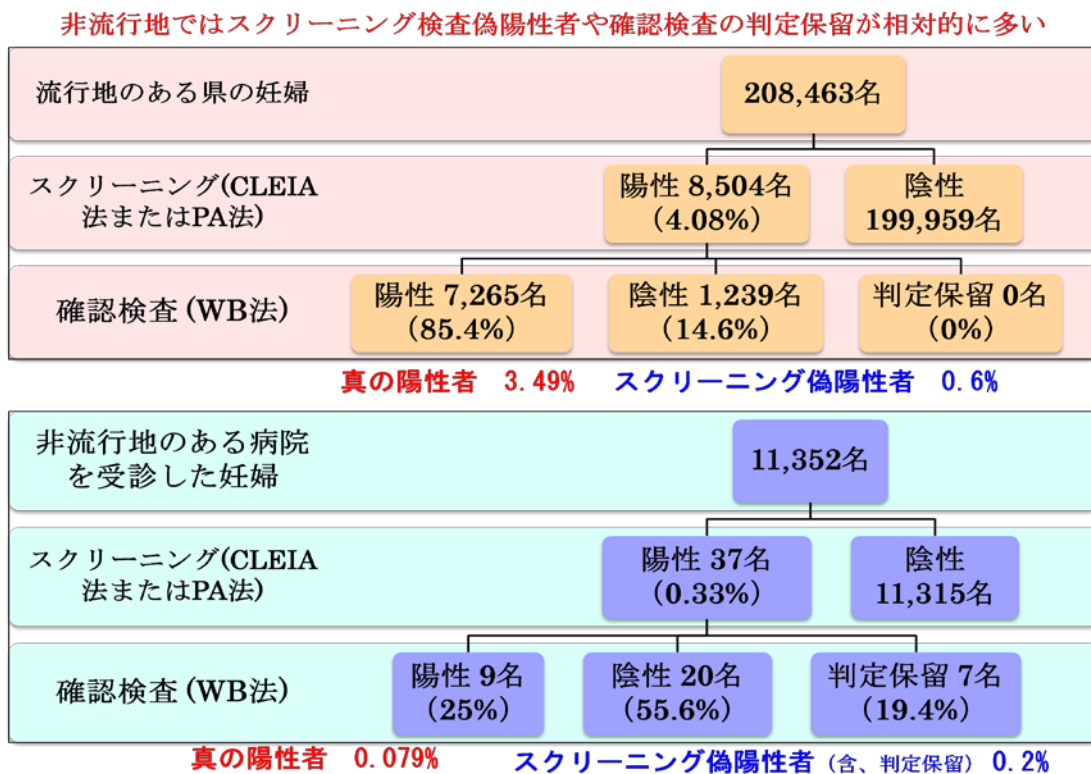 非流行地ではスクリーニング検査偽陽性者や確認検査の判定保留が相対的に多い
流行地のある県の妊婦
208,463名
スクリーニング(CLEIA
法またはPA法)
陽性 8,504名
(4.08%)
陰性
199,959名
確認検査 (WB法)
陽性 7,265名
(85.4%)
陰性 1,239名
(14.6%)
判定保留 0名
(0%)
真の陽性者 3.49%
スクリーニング偽陽性者 0.6%
非流行地のある病院
を受診した妊婦
11,352名
スクリーニング(CLEIA
法またはPA法)
陽性 37名
(0.33%)
陰性
11,315名
確認検査 (WB法)
陽性 9名
(25%)
陰性 20名
(55.6%)
判定保留 7名
(19.4%)
真の陽性者 0.079%
スクリーニング偽陽性者 (含、判定保留) 0.2%